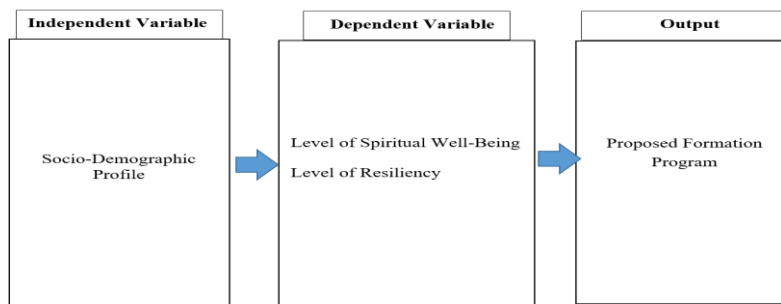 Independent Variable
Dependent Variable
Output
Socio-Demographic
Profile
Level of Spiritual Well-Being
Level of Resiliency
Proposed Formation
Program